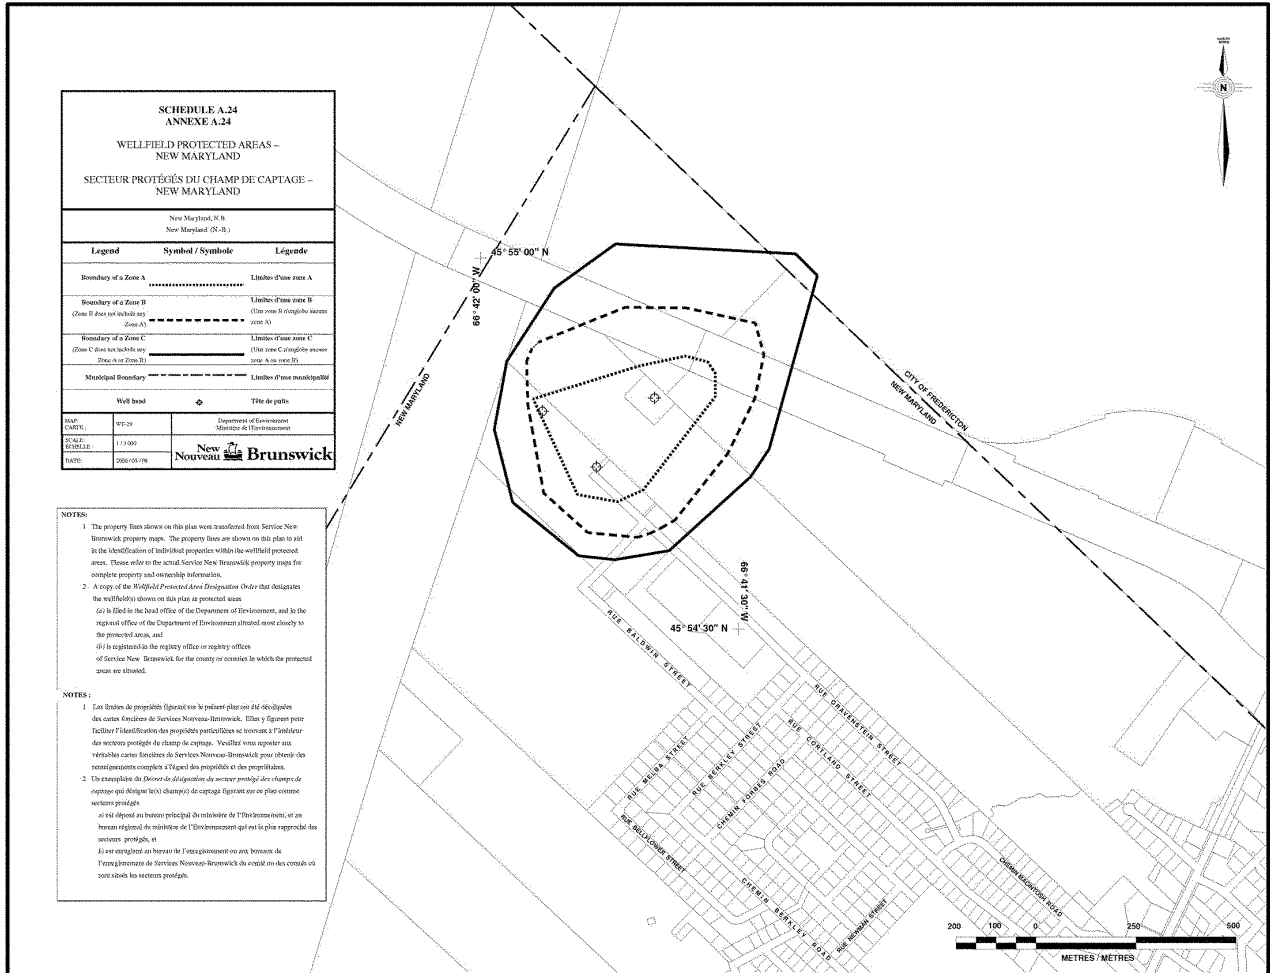 SCHEDULE A.24
ANNEXE A.24
WELLFIELD PROTECTED AREAS –
NEW MARYLAND
SECTEUR PROTÉGÉS DU CHAMP DE CAPTAGE –
NEW MARYLAND
New Maryland, N.B.
New Maryland (N.-B.)
Legend Symbol / Symbole Légende
Boundary of a Zone A Limites d'une zone A
Boundary of a Zone B Limites d'une zone B
(Zone B does not include any (Une zone B n'englobe aucune
Zone A) zone A)
Boundary of a Zone C Limites d'une zone C
(Zone C does not include any (Une zone C n'englobe aucune
Zone A or Zone B) zone A ou zone B)
Municipal Boundary Limites d'une municipalité
Well head Tête de puits
MAP: Department of Environment
CARTE: WF-29 Ministère de l'Environnement
SCALE:
ÉCHELLE:
DATE:
New Nouveau Brunswick
NOTES:
1 The property lines shown on this plan were transferred from Service New
Brunswick property maps. The property lines are shown on this plan to aid
in the identification of individual properties within the wellfield protected
areas. Please refer to the actual Service New Brunswick property maps for
complete property and ownership information.
2 A copy of the Wellfield Protected Area Designation Order that designates
the wellfield(s) shown on this plan as protected areas
(a) is filed in the head office of the Department of Environment, and in the
regional office of the Department of Environment situated most closely to
the protected areas, and
(b) is registered in the registry office or registry offices
of Service New Brunswick for the county or counties in which the protected
areas are situated.
NOTES :
1 Les limites de propriétés figurant sur le présent plan ont été décalquées
des cartes foncières de Services Nouveau-Brunswick. Elles y figurent pour
faciliter l'identification des propriétés particulières se trouvant à l'intérieur
des secteurs protégés du champ de captage. Veuillez vous reporter aux
véritables cartes foncières de Services Nouveau-Brunswick pour obtenir des
renseignements complets à l'égard des propriétés et des propriétaires.
2 Un exemplaire du Décret de désignation du secteur protégé des champs de
captage qui désigne le(s) champ(s) de captage figurant sur ce plan comme
secteurs protégés
a) est déposé au bureau principal du ministère de l'Environnement, et au
bureau régional du ministère de l'Environnement qui est le plus rapproché des
secteurs protégés, et
b) est enregistré au bureau de l'enregistrement ou aux bureaux de
l'enregistrement de Services Nouveau-Brunswick du comté ou des comtés où
sont situés les secteurs protégés.
N
45° 55' 00" N
66° 42' 00" W
NEW MARYLAND
CITY OF FREDERICTON
NEW MARYLAND
66° 41' 30" W
45° 54' 30" N
RUE BALDWIN STREET
RUE GRAVENSTEIN STREET
RUE CORTLAND STREET
RUE MELBA STREET
RUE BERKLEY STREET
CHEMIN FORBES ROAD
RUE BELLFLOWER STREET
CHEMIN BERKLEY ROAD
RUE NEWMAN STREET
CHEMIN MACINTOSH ROAD
200 100 0 250 500
METRES / MÈTRES